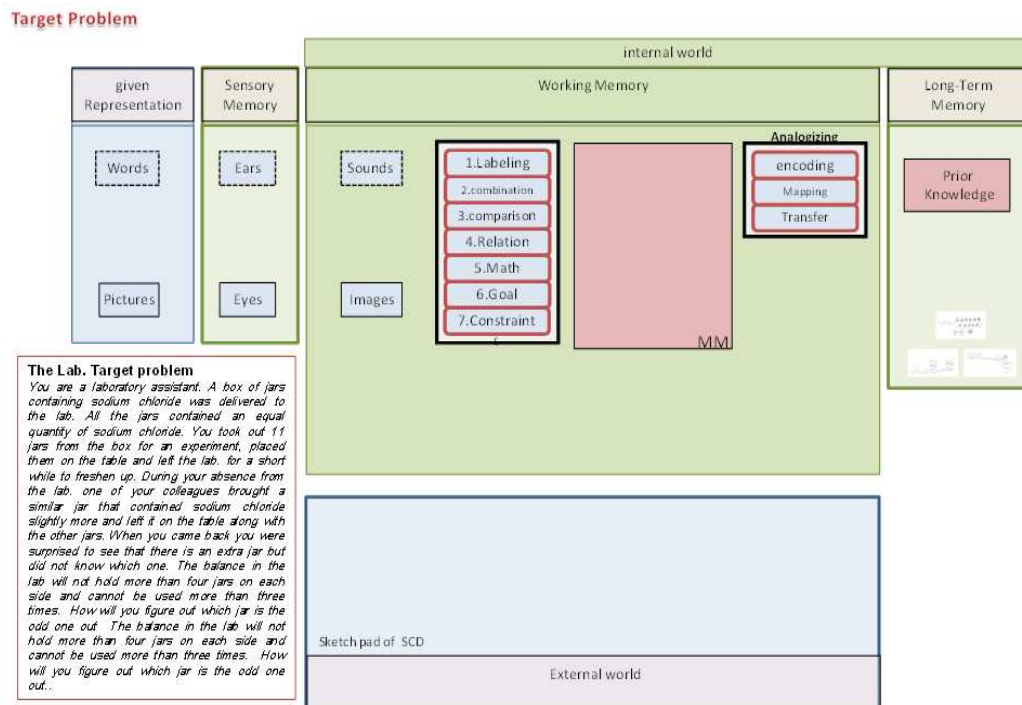 Target Problem
internal world
given
Representation
Sensory
Memory
Working Memory
Long-Term
Memory
Words
Ears
Sounds
1.Labeling
2.combination
3.comparison
4.Relation
5.Math
6.Goal
7.Constraint
s
MM
Analogizing
encoding
Mapping
Transfer
Prior
Knowledge
Pictures
Eyes
Images
The Lab. Target problem
You are a laboratory assistant. A box of jars
containing sodium chloride was delivered to
the lab. All the jars contained an equal
quantity of sodium chloride. You took out 11
jars from the box for an experiment, placed
them on the table and left the lab. for a short
while to freshen up. During your absence from
the lab. one of your colleagues brought a
similar jar that contained sodium chloride
slightly more and left it on the table along with
the other jars. When you came back you were
surprised to see that there is an extra jar but
did not know which one. The balance in the
lab will not hold more than four jars on each
side and cannot be used more than three
times. How will you figure out which jar is the
odd one out The balance in the lab will not
hold more than four jars on each side and
cannot be used more than three times. How
will you figure out which jar is the odd one
out..
Sketch pad of SCD
External world